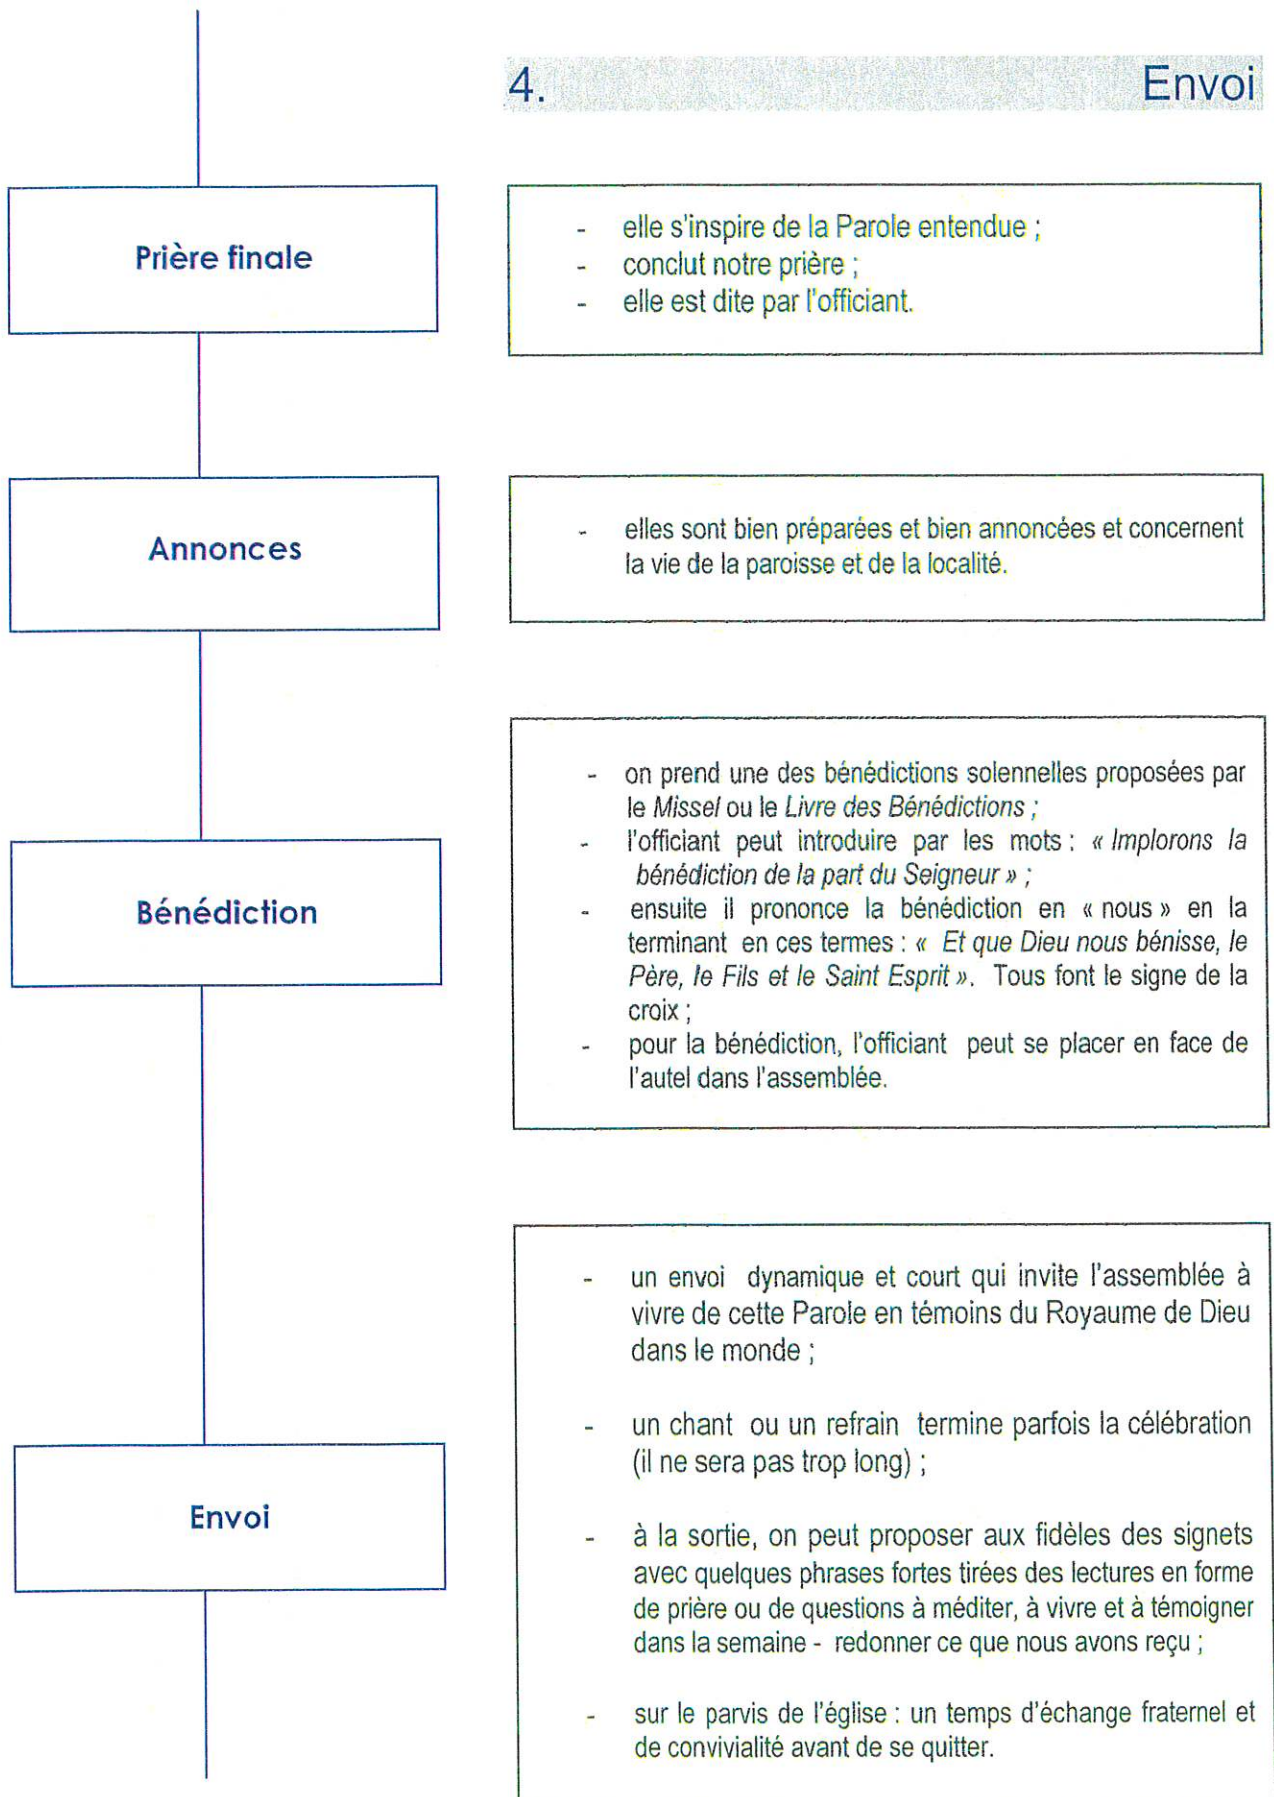 4. Envoi
Prière finale
- elle s'inspire de la Parole entendue ;
- conclut notre prière ;
- elle est dite par l'officiant.
Annonces
- elles sont bien préparées et bien annoncées et concernent
la vie de la paroisse et de la localité.
Bénédiction
- on prend une des bénédictions solennelles proposées par
le Missel ou le Livre des Bénédictions ;
- l'officiant peut introduire par les mots : « Implorons la
bénédiction de la part du Seigneur » ;
- ensuite il prononce la bénédiction en « nous » en la
terminant en ces termes : « Et que Dieu nous bénisse, le
Père, le Fils et le Saint Esprit ». Tous font le signe de la
croix ;
- pour la bénédiction, l'officiant peut se placer en face de
l'autel dans l'assemblée.
Envoi
- un envoi dynamique et court qui invite l'assemblée à
vivre de cette Parole en témoins du Royaume de Dieu
dans le monde ;
- un chant ou un refrain termine parfois la célébration
(il ne sera pas trop long) ;
- à la sortie, on peut proposer aux fidèles des signets
avec quelques phrases fortes tirées des lectures en forme
de prière ou de questions à méditer, à vivre et à témoigner
dans la semaine - redonner ce que nous avons reçu ;
- sur le parvis de l'église : un temps d'échange fraternel et
de convivialité avant de se quitter.